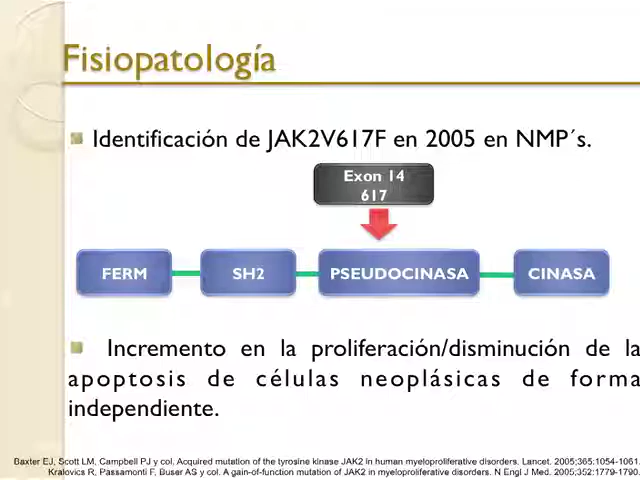 Fisiopatología
Identificación de JAK2V617F en 2005 en NMP´s.
Exon 14
617
FERM SH2 PSEUDOCINASA CINASA
Incremento en la proliferación/disminución de la
apoptosis de células neoplásicas de forma
independiente.
Baxter EJ, Scott LM, Campbell PJ y col. Acquired mutation of the tyrosine kinase JAK2 in human myeloproliferative disorders. Lancet. 2005;365:1054-1061.
Kralovics R, Passamonti F, Buser AS y col. A gain-of-function mutation of JAK2 in myeloproliferative disorders. N Engl J Med. 2005;352:1779-1790.